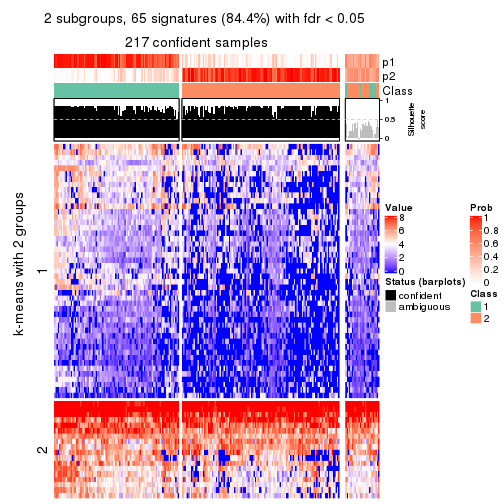 2 subgroups, 65 signatures (84.4%) with fdr < 0.05
217 confident samples
p1
p2
Class
1
0.5
0
Silhouette
score
k-means with 2 groups
1
2
Value
8
6
4
2
0
Prob
1
0.8
0.6
0.4
0.2
0
Status (barplots)
confident
ambiguous
Class
1
2